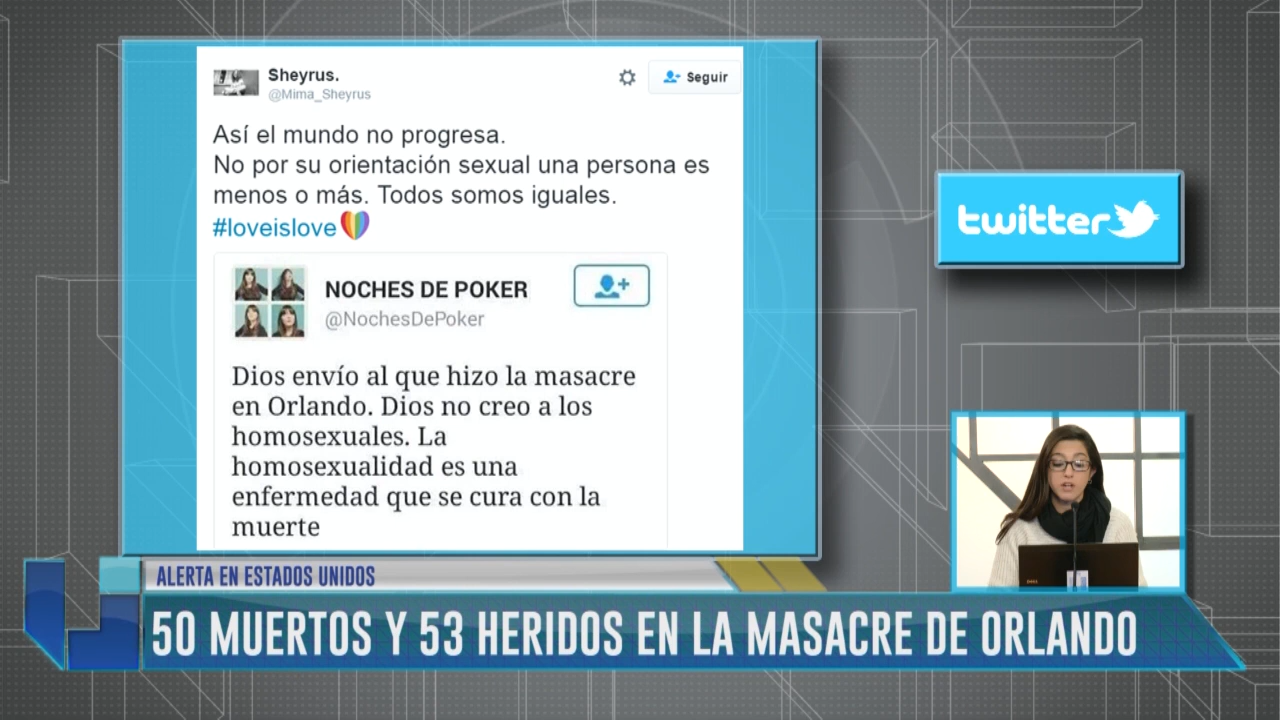 Sheyrus.
@Mima_Sheyrus
Seguir
Así el mundo no progresa.
No por su orientación sexual una persona es
menos o más. Todos somos iguales.
#loveislove
NOCHES DE POKER
@NochesDePoker
Dios envío al que hizo la masacre
en Orlando. Dios no creo a los
homosexuales. La
homosexualidad es una
enfermedad que se cura con la
muerte
twitter
DELL
ALERTA EN ESTADOS UNIDOS
50 MUERTOS Y 53 HERIDOS EN LA MASACRE DE ORLANDO